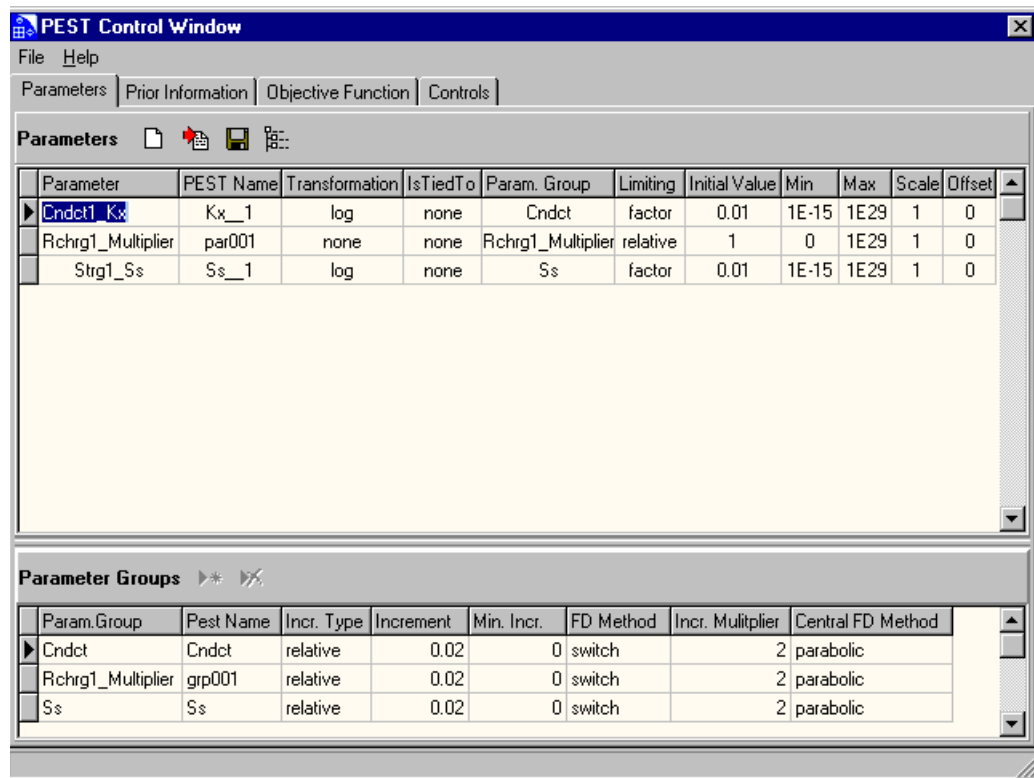 PEST Control Window
File Help
Parameters Prior Information Objective Function Controls
Parameters
Parameter PEST Name Transformation IsTiedTo Param. Group Limiting Initial Value Min Max Scale Offset
Cndct1_Kx Kx__1 log none Cndct factor 0.01 1E-15 1E29 1 0
Rchrg1_Multiplier par001 none none Rchrg1_Multiplier relative 1 0 1E29 1 0
Strg1_Ss Ss__1 log none Ss factor 0.01 1E-15 1E29 1 0
Parameter Groups
Param.Group Pest Name Incr. Type Increment Min. Incr. FD Method Incr. Mulitplier Central FD Method
Cndct Cndct relative 0.02 0 switch 2 parabolic
Rchrg1_Multiplier grp001 relative 0.02 0 switch 2 parabolic
Ss Ss relative 0.02 0 switch 2 parabolic